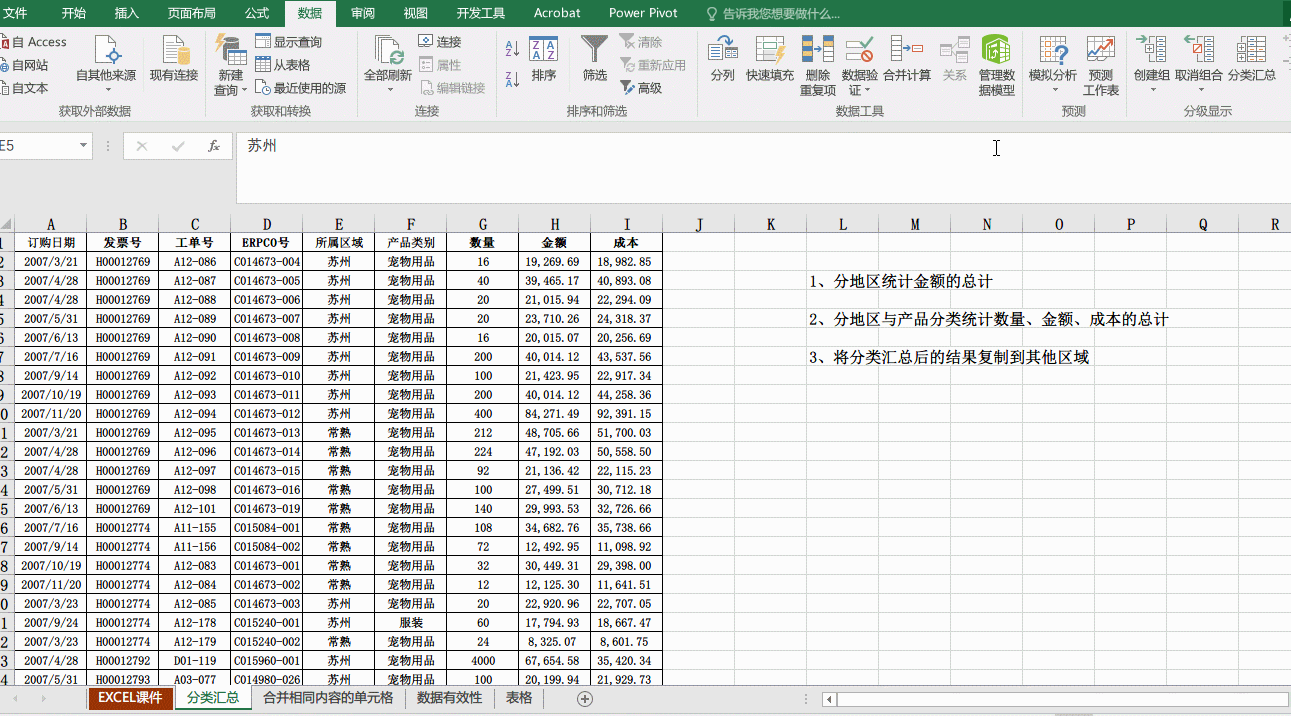 文件 开始 插入 页面布局 公式 数据 审阅 视图 开发工具 Acrobat Power Pivot 告诉我您想要做什么...
自 Access
自网站
自文本
自其他来源
现有连接
获取外部数据
新建
查询
显示查询
从表格
最近使用的源
获取和转换
全部刷新
连接
属性
编辑链接
连接
排序
筛选
清除
重新应用
高级
排序和筛选
分列
快速填充
删除
重复项
数据验
证
合并计算
关系
管理数
据模型
数据工具
模拟分析
预测
工作表
预测
创建组
取消组合
分类汇总
分级显示
E5 fx 苏州
A B C D E F G H I J K L M N O P Q R
订购日期 发票号 工单号 ERPCO号 所属区域 产品类别 数量 金额 成本
2007/3/21 H00012769 A12-086 C014673-004 苏州 宠物用品 16 19,269.69 18,982.85
2007/4/28 H00012769 A12-087 C014673-005 苏州 宠物用品 40 39,465.17 40,893.08
1、分地区统计金额的总计
2007/4/28 H00012769 A12-088 C014673-006 苏州 宠物用品 20 21,015.94 22,294.09
2007/5/31 H00012769 A12-089 C014673-007 苏州 宠物用品 20 23,710.26 24,318.37
2、分地区与产品分类统计数量、金额、成本的总计
2007/6/13 H00012769 A12-090 C014673-008 苏州 宠物用品 16 20,015.07 20,256.69
2007/7/16 H00012769 A12-091 C014673-009 苏州 宠物用品 200 40,014.12 43,537.56
3、将分类汇总后的结果复制到其他区域
2007/9/14 H00012769 A12-092 C014673-010 苏州 宠物用品 100 21,423.95 22,917.34
2007/10/19 H00012769 A12-093 C014673-011 苏州 宠物用品 200 40,014.12 44,258.36
2007/11/20 H00012769 A12-094 C014673-012 苏州 宠物用品 400 84,271.49 92,391.15
2007/3/21 H00012769 A12-095 C014673-013 常熟 宠物用品 212 48,705.66 51,700.03
2007/4/28 H00012769 A12-096 C014673-014 常熟 宠物用品 224 47,192.03 50,558.50
2007/4/28 H00012769 A12-097 C014673-015 常熟 宠物用品 92 21,136.42 22,115.23
2007/5/31 H00012769 A12-098 C014673-016 常熟 宠物用品 100 27,499.51 30,712.18
2007/6/13 H00012769 A12-101 C014673-019 常熟 宠物用品 140 29,993.53 32,726.66
2007/7/16 H00012774 A11-155 C015084-001 常熟 宠物用品 108 34,682.76 35,738.66
2007/9/14 H00012774 A11-156 C015084-002 常熟 宠物用品 72 12,492.95 11,098.92
2007/10/19 H00012774 A12-083 C014673-001 常熟 宠物用品 32 30,449.31 29,398.00
2007/11/20 H00012774 A12-084 C014673-002 常熟 宠物用品 12 12,125.30 11,641.51
2007/3/23 H00012774 A12-085 C014673-003 苏州 宠物用品 20 22,920.96 22,707.05
2007/9/24 H00012774 A12-178 C015240-001 苏州 服装 60 17,794.93 18,667.47
2007/3/23 H00012774 A12-179 C015240-002 常熟 宠物用品 24 8,325.07 8,601.75
2007/4/28 H00012792 D01-119 C015960-001 苏州 宠物用品 4000 67,654.58 35,420.34
2007/5/31 H00012793 A03-077 C014980-026 苏州 宠物用品 100 20,199.94 21,929.73
EXCEL课件 分类汇总 合并相同内容的单元格 数据有效性 表格